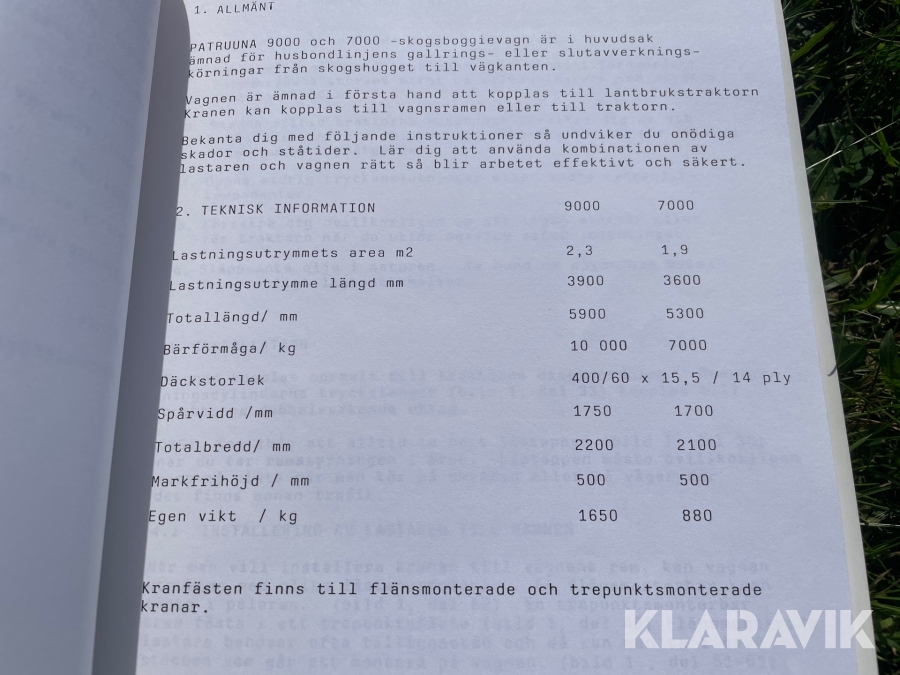 1. ALLMÄNT
PATRUUNA 9000 och 7000 -skogsboggievagn är i huvudsak
ämnad för husbondlinjens gallrings- eller slutavverknings-
körningar från skogshugget till vägkanten.
Vagnen är ämnad i första hand att kopplas till lantbrukstraktorn
Kranen kan kopplas till vagnsramen eller till traktorn.
Bekanta dig med följande instruktioner så undviker du onödiga
skador och ståtider. Lär dig att använda kombinationen av
lastaren och vagnen rätt så blir arbetet effektivt och säkert.
2. TEKNISK INFORMATION 9000 7000
Lastningsutrymmets area m2 2,3 1,9
Lastningsutrymme längd mm 3900 3600
Totallängd/ mm 5900 5300
Bärförmåga/ kg 10 000 7000
Däckstorlek 400/60 x 15,5 / 14 ply
Spårvidd /mm 1750 1700
Totalbredd/ mm 2200 2100
Markfrihöjd / mm 500 500
Egen vikt / kg 1650 880
Kranfästen finns till flänsmonterade och trepunktsmonterade
kranar.
KLARAVIK